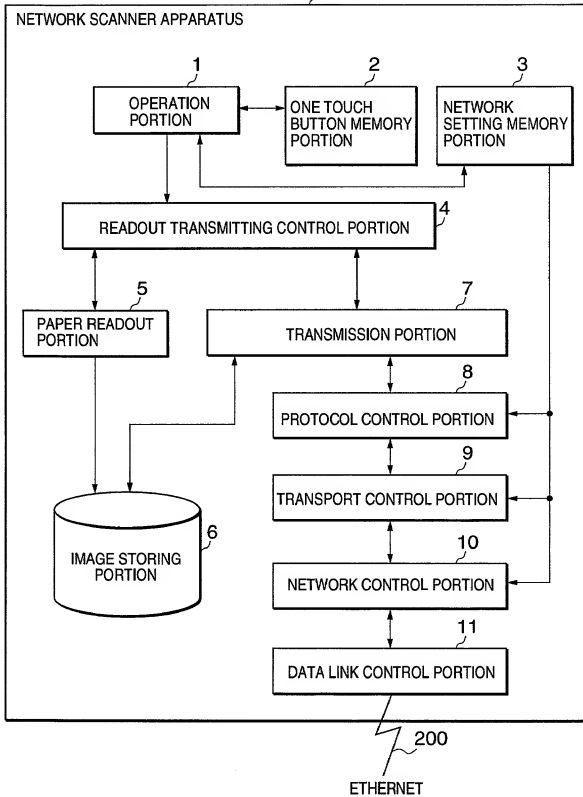 NETWORK SCANNER APPARATUS
1
OPERATION
PORTION
2
ONE TOUCH
BUTTON MEMORY
PORTION
3
NETWORK
SETTING MEMORY
PORTION
4
READOUT TRANSMITTING CONTROL PORTION
5
PAPER READOUT
PORTION
7
TRANSMISSION PORTION
8
PROTOCOL CONTROL PORTION
9
TRANSPORT CONTROL PORTION
6
IMAGE STORING
PORTION
10
NETWORK CONTROL PORTION
11
DATA LINK CONTROL PORTION
200
ETHERNET